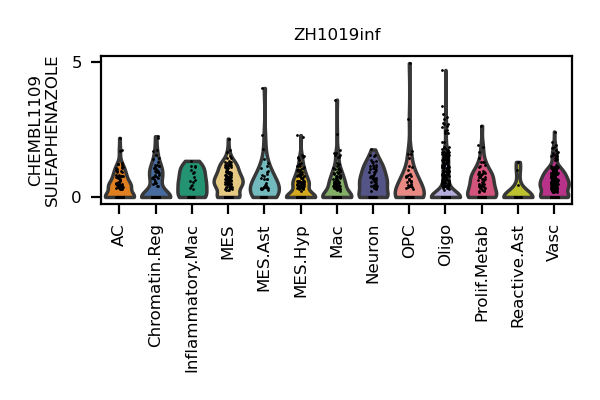 ZH1019inf
CHEMBL1109
SULFAPHENAZOLE
5
0
AC
Chromatin.Reg
Inflammatory.Mac
MES
MES.Ast
MES.Hyp
Mac
Neuron
OPC
Oligo
Prolif.Metab
Reactive.Ast
Vasc